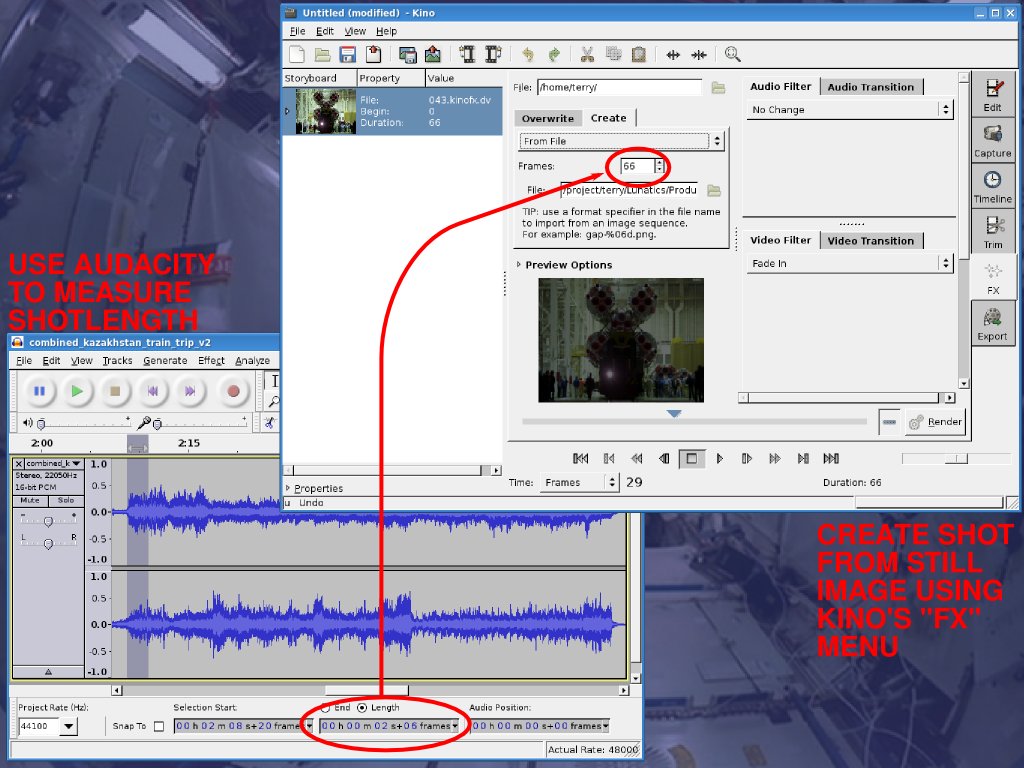 Untitled (modified) - Kino
File Edit View Help
Storyboard Property Value
File: 043.kinofx.dv
Begin: 0
Duration: 66
File: /home/terry/
Overwrite Create
From File
Frames: 66
File: /project/terry/Lunatics/Produ
TIP: use a format specifier in the file name
to import from an image sequence.
For example: gap-%06d.png.
Preview Options
Audio Filter Audio Transition
No Change
Video Filter Video Transition
Fade In
Render
Edit
Capture
Timeline
Trim
FX
Export
Properties
Time: Frames 29
Duration: 66
Undo
USE AUDACITY
TO MEASURE
SHOTLENGTH
combined_kazakhstan_train_trip_v2
File Edit View Tracks Generate Effect Analyze
2:00 2:15
combined_k
Stereo, 22050Hz
16-bit PCM
Mute Solo
- +
L R
1.0
0.5
0.0
-0.5
-1.0
1.0
0.5
0.0
-0.5
-1.0
Project Rate (Hz):
44100
Snap To
Selection Start:
00 h 02 m 08 s+20 frames
End Length
00 h 00 m 02 s+06 frames
Audio Position:
00 h 00 m 00 s+00 frames
Actual Rate: 48000
CREATE SHOT
FROM STILL
IMAGE USING
KINO'S "FX"
MENU